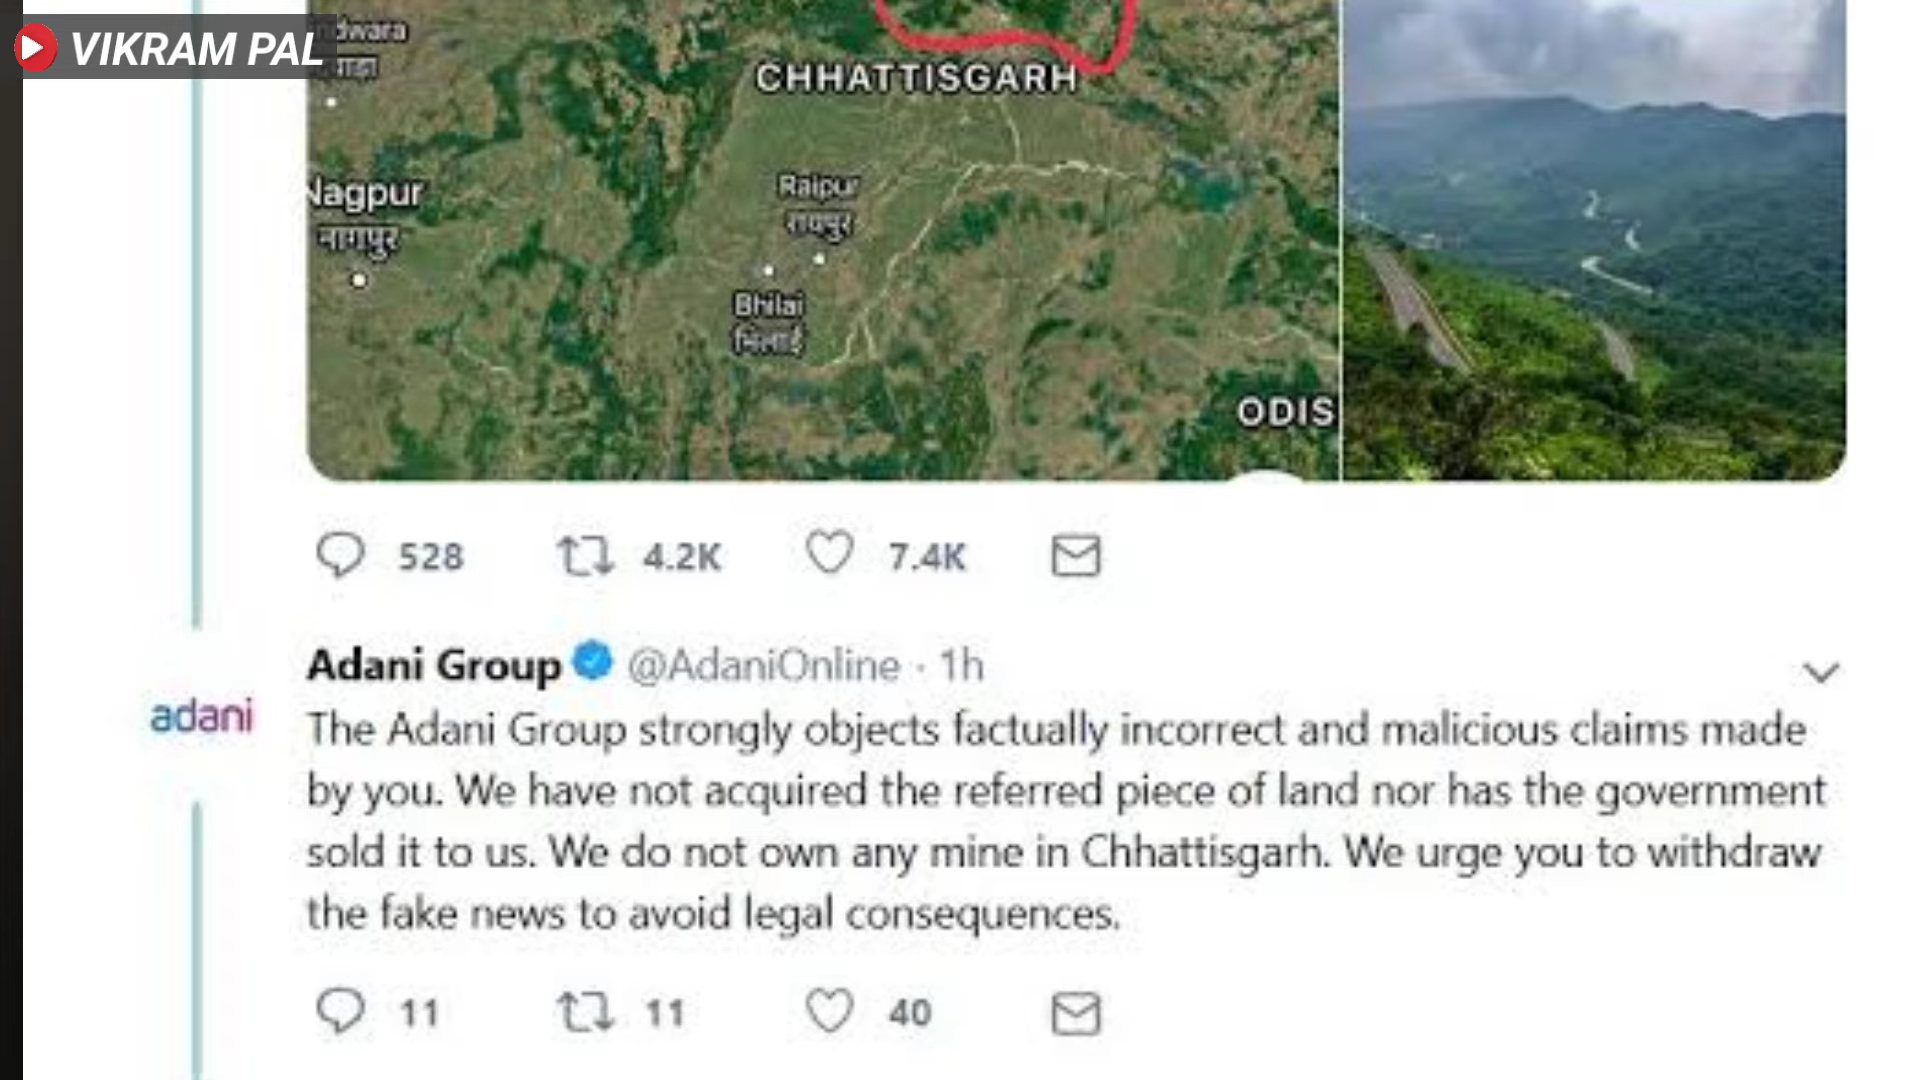 VIKRAM PAL
CHHATTISGARH
Raipur
रायपुर
Nagpur
नागपुर
Bhilai
भिलाई
ODIS
528 4.2K 7.4K
Adani Group @AdaniOnline · 1h
adani
The Adani Group strongly objects factually incorrect and malicious claims made
by you. We have not acquired the referred piece of land nor has the government
sold it to us. We do not own any mine in Chhattisgarh. We urge you to withdraw
the fake news to avoid legal consequences.
11 11 40